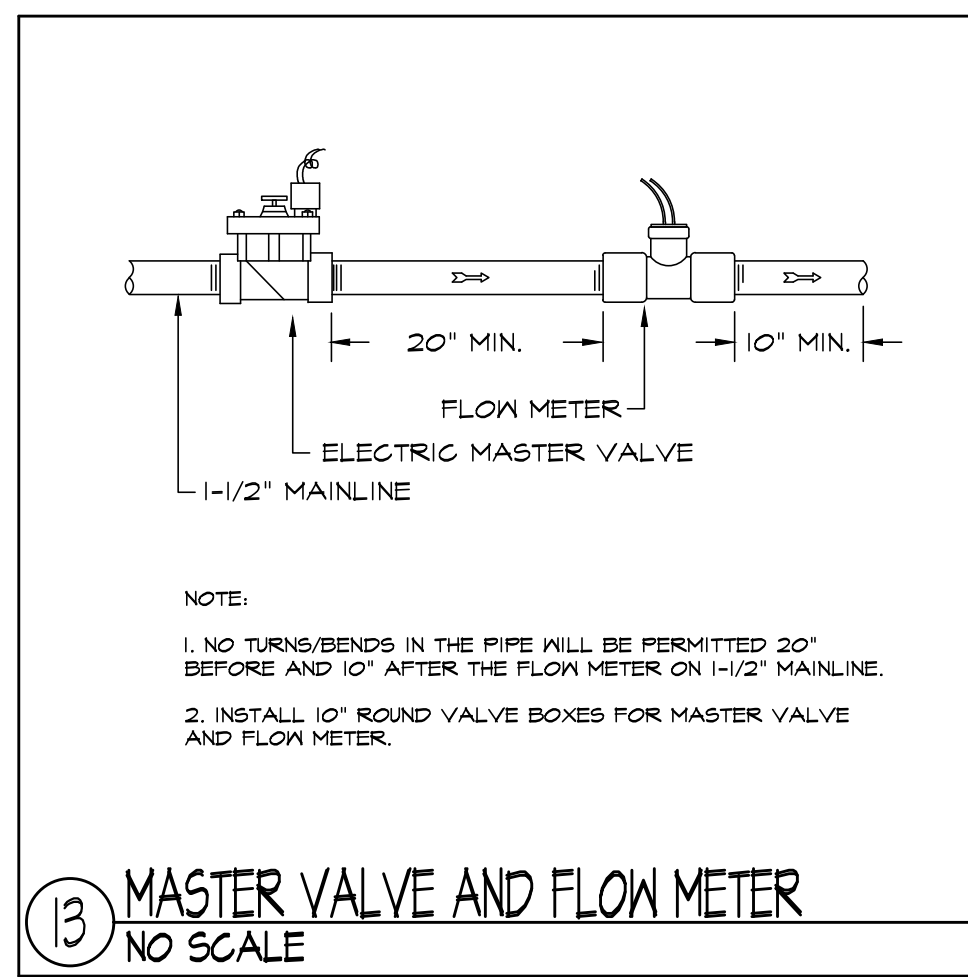 20" MIN.
10" MIN.
FLOW METER
ELECTRIC MASTER VALVE
1-1/2" MAINLINE
NOTE:
1. NO TURNS/BENDS IN THE PIPE WILL BE PERMITTED 20"
BEFORE AND 10" AFTER THE FLOW METER ON 1-1/2" MAINLINE.
2. INSTALL 10" ROUND VALVE BOXES FOR MASTER VALVE
AND FLOW METER.
13 MASTER VALVE AND FLOW METER
NO SCALE